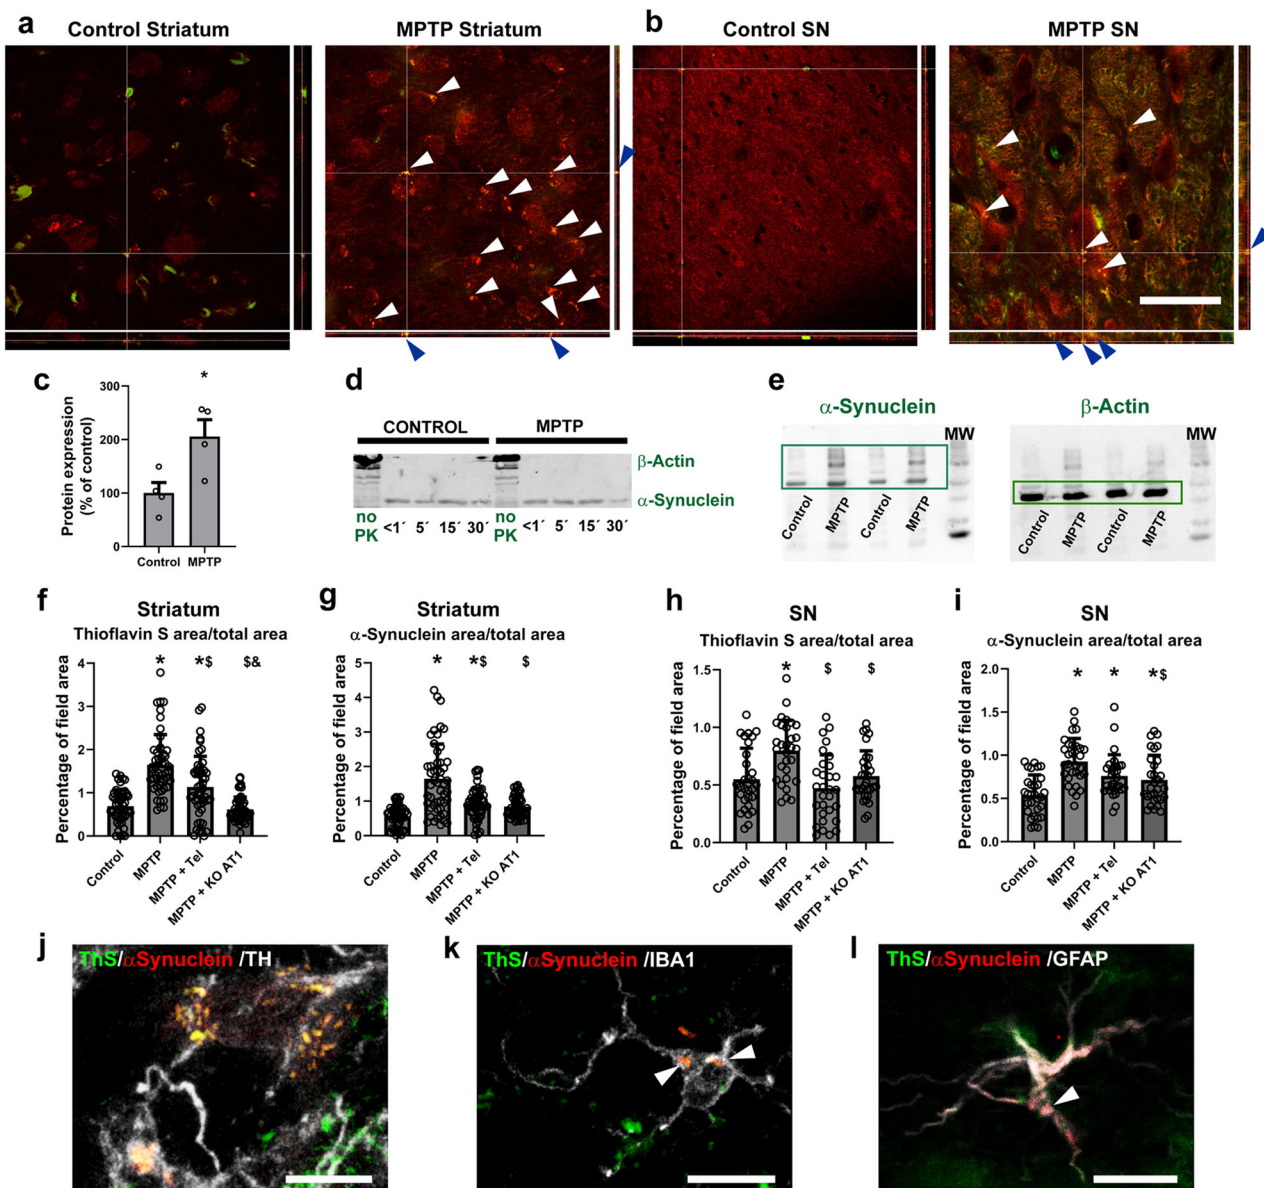 a
Control Striatum
MPTP Striatum
b
Control SN
MPTP SN
c
Protein expression
(% of control)
300
200
100
0
*
Control
MPTP
d
CONTROL
MPTP
β-Actin
α-Synuclein
no
PK
<1´ 5´ 15´ 30´
no
PK
<1´ 5´ 15´ 30´
e
α-Synuclein
MW
Control
MPTP
Control
MPTP
β-Actin
MW
Control
MPTP
Control
MPTP
f
Striatum
Thioflavin S area/total area
Percentage of field area
4
3
2
1
0
* *$ $&
Control
MPTP
MPTP + Tel
MPTP + KO AT1
g
Striatum
α-Synuclein area/total area
Percentage of field area
5
4
3
2
1
0
* *$ $
Control
MPTP
MPTP + Tel
MPTP + KO AT1
h
SN
Thioflavin S area/total area
Percentage of field area
1.5
1.0
0.5
0.0
* $ $
Control
MPTP
MPTP + Tel
MPTP + KO AT1
i
SN
α-Synuclein area/total area
Percentage of field area
2.0
1.5
1.0
0.5
0.0
* * *$
Control
MPTP
MPTP + Tel
MPTP + KO AT1
j
ThS/αSynuclein /TH
k
ThS/αSynuclein /IBA1
l
ThS/αSynuclein /GFAP